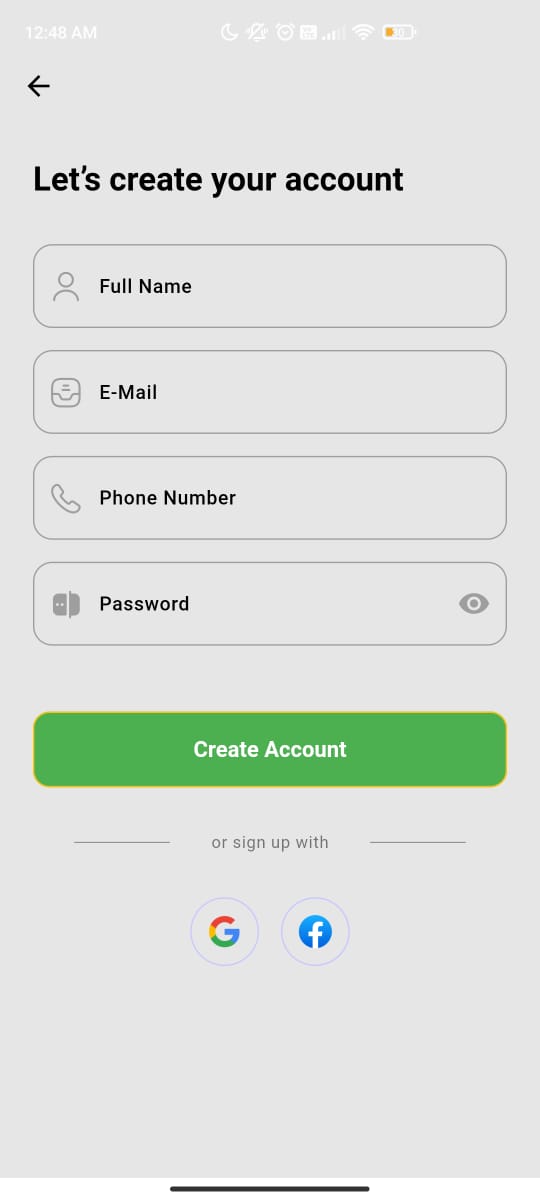 12:48 AM
30
Let’s create your account
Full Name
E-Mail
Phone Number
Password
Create Account
or sign up with